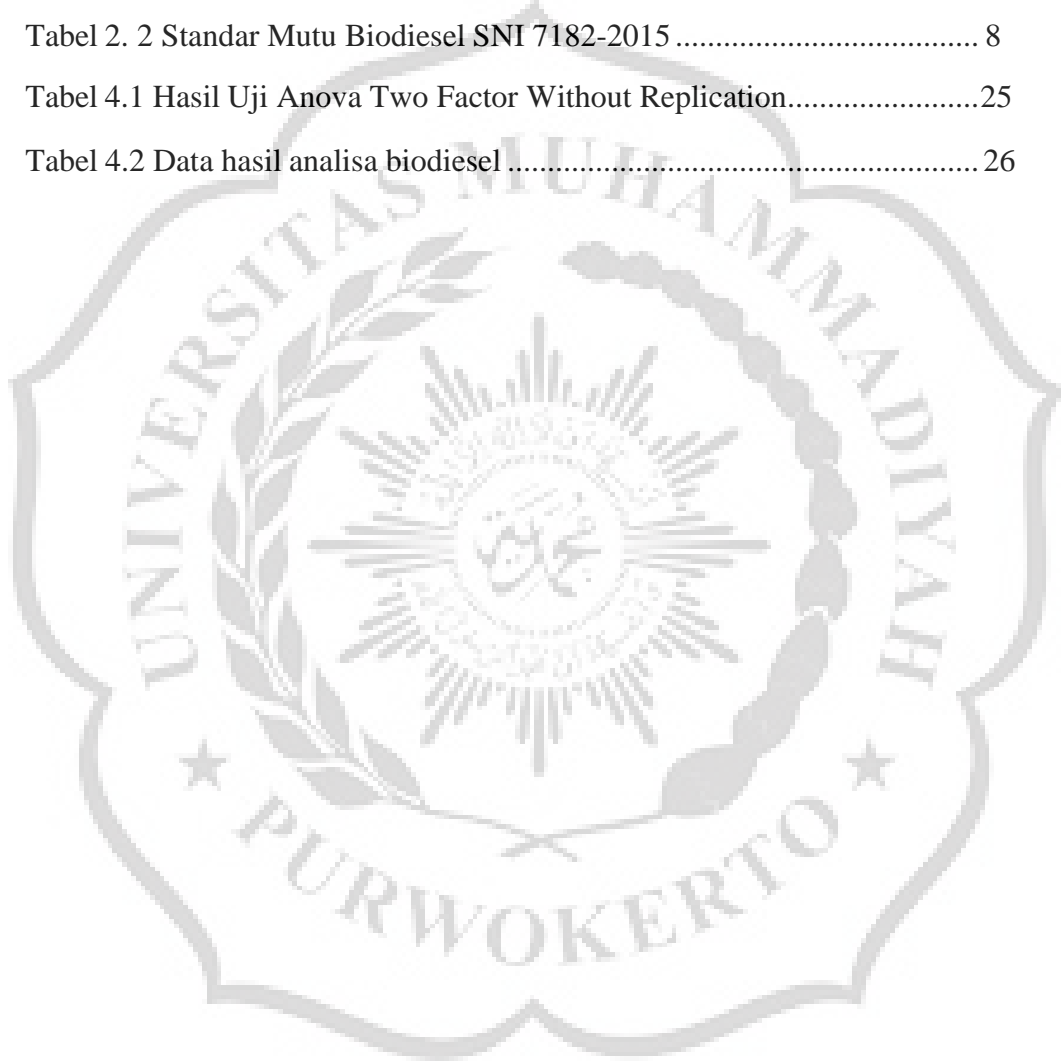 Tabel 2. 2 Standar Mutu Biodiesel SNI 7182-2015 ..................................... 8
Tabel 4.1 Hasil Uji Anova Two Factor Without Replication.......................25
Tabel 4.2 Data hasil analisa biodiesel ......................................................... 26
UNIVERSITAS MUHAMMADIYAH
★ PURWOKERTO ★